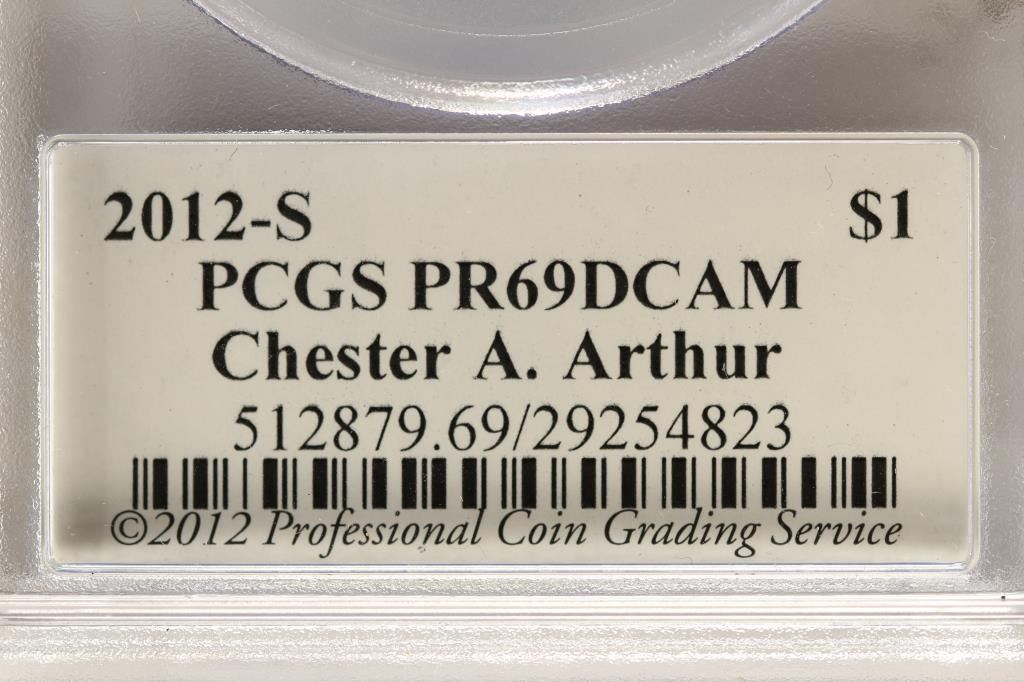 2012-S $1
PCGS PR69DCAM
Chester A. Arthur
512879.69/29254823
©2012 Professional Coin Grading Service